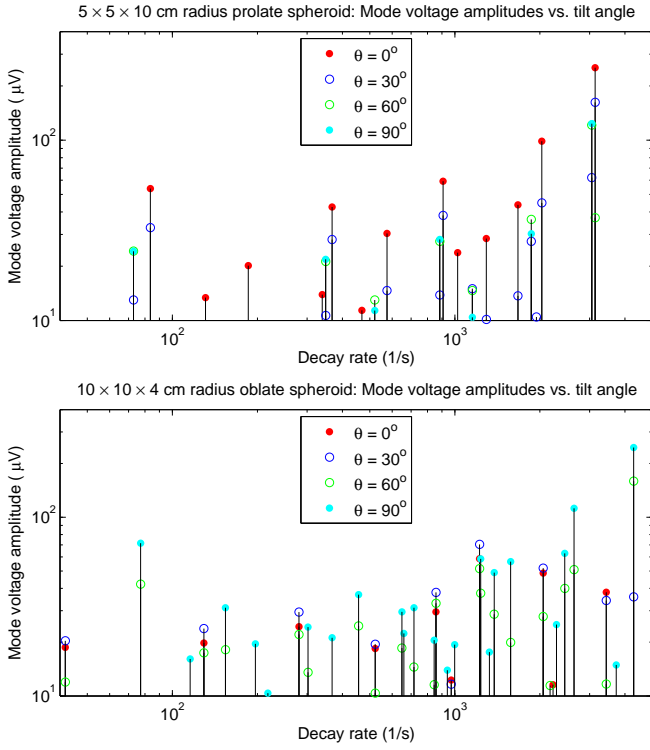 5 × 5 × 10 cm radius prolate spheroid: Mode voltage amplitudes vs. tilt angle
Mode voltage amplitude ( μV)
10²
10¹
θ = 0°
θ = 30°
θ = 60°
θ = 90°
10² 10³
Decay rate (1/s)
10 × 10 × 4 cm radius oblate spheroid: Mode voltage amplitudes vs. tilt angle
Mode voltage amplitude ( μV)
10²
10¹
θ = 0°
θ = 30°
θ = 60°
θ = 90°
10² 10³
Decay rate (1/s)